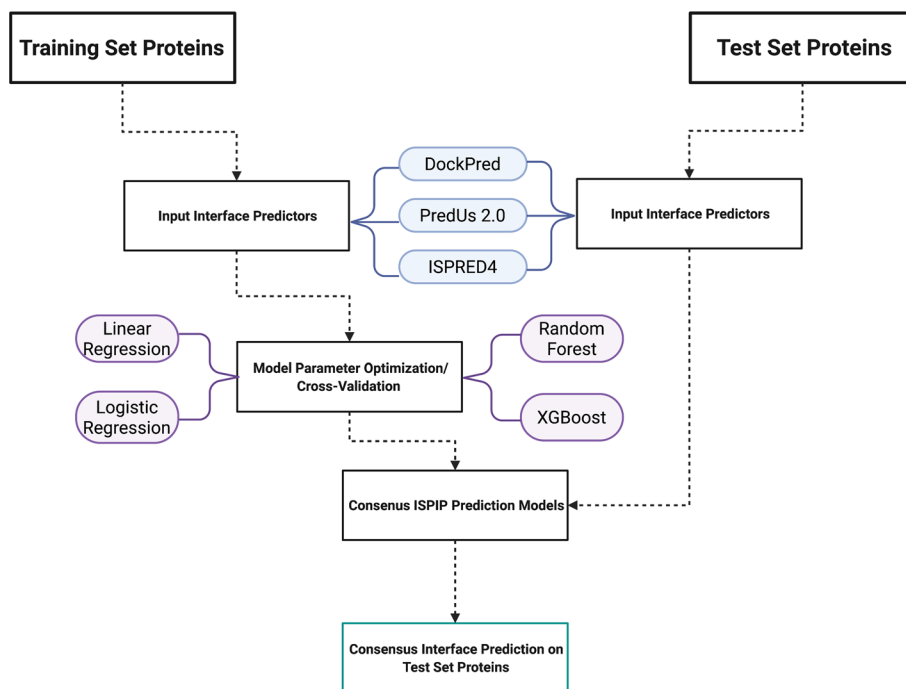 Training Set Proteins
Test Set Proteins
DockPred
Input Interface Predictors
PredUs 2.0
Input Interface Predictors
ISPRED4
Linear
Regression
Random
Forest
Model Parameter Optimization/
Cross-Validation
Logistic
Regression
XGBoost
Consenus ISPIP Prediction Models
Consensus Interface Prediction on
Test Set Proteins